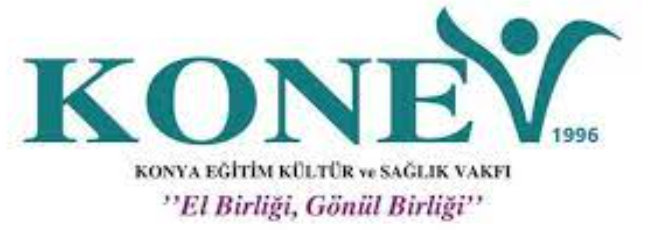 KONEV
1996
KONYA EĞİTİM KÜLTÜR ve SAĞLIK VAKFI
’’El Birliği, Gönül Birliği’’